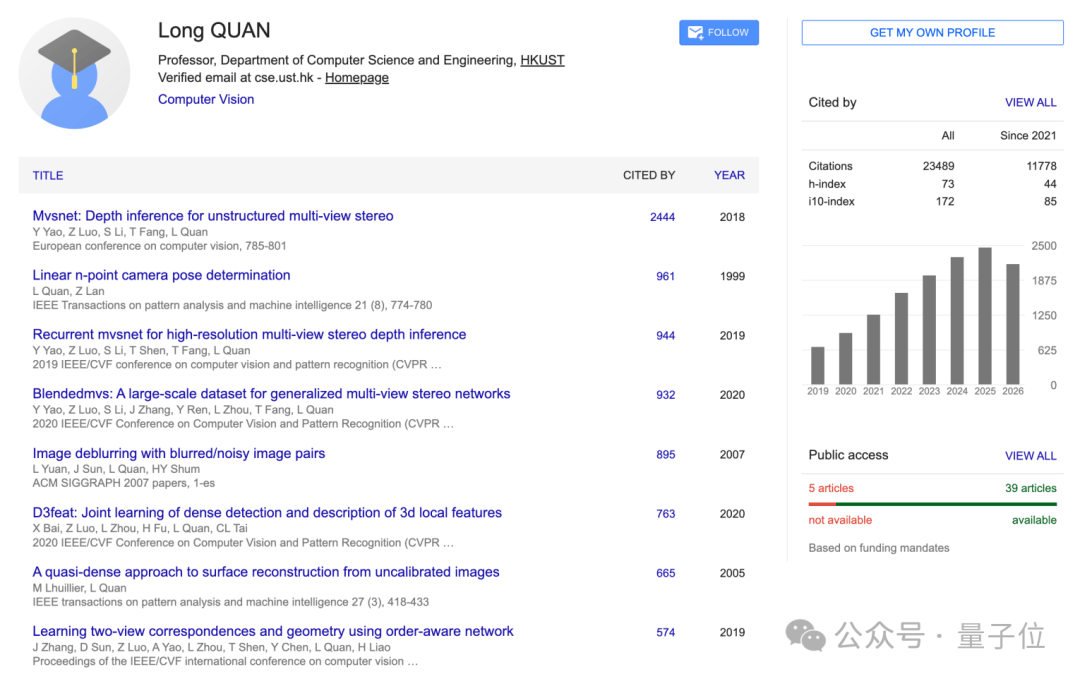 Long QUAN
FOLLOW
Professor, Department of Computer Science and Engineering, HKUST
Verified email at cse.ust.hk - Homepage
Computer Vision
TITLE CITED BY YEAR
Mvsnet: Depth inference for unstructured multi-view stereo 2444 2018
Y Yao, Z Luo, S Li, T Fang, L Quan
European conference on computer vision, 785-801
Linear n-point camera pose determination 961 1999
L Quan, Z Lan
IEEE Transactions on pattern analysis and machine intelligence 21 (8), 774-780
Recurrent mvsnet for high-resolution multi-view stereo depth inference 944 2019
Y Yao, Z Luo, S Li, T Shen, T Fang, L Quan
2019 IEEE/CVF conference on computer vision and pattern recognition (CVPR …
Blendedmvs: A large-scale dataset for generalized multi-view stereo networks 932 2020
Y Yao, Z Luo, S Li, J Zhang, Y Ren, L Zhou, T Fang, L Quan
2020 IEEE/CVF Conference on Computer Vision and Pattern Recognition (CVPR …
Image deblurring with blurred/noisy image pairs 895 2007
L Yuan, J Sun, L Quan, HY Shum
ACM SIGGRAPH 2007 papers, 1-es
D3feat: Joint learning of dense detection and description of 3d local features 763 2020
X Bai, Z Luo, L Zhou, H Fu, L Quan, CL Tai
2020 IEEE/CVF Conference on Computer Vision and Pattern Recognition (CVPR …
A quasi-dense approach to surface reconstruction from uncalibrated images 665 2005
M Lhuillier, L Quan
IEEE transactions on pattern analysis and machine intelligence 27 (3), 418-433
Learning two-view correspondences and geometry using order-aware network 574 2019
J Zhang, D Sun, Z Luo, A Yao, L Zhou, T Shen, Y Chen, L Quan, H Liao
Proceedings of the IEEE/CVF international conference on computer vision …
GET MY OWN PROFILE
Cited by VIEW ALL
All Since 2021
Citations 23489 11778
h-index 73 44
i10-index 172 85
2500
1875
1250
625
0
2019 2020 2021 2022 2023 2024 2025 2026
Public access VIEW ALL
5 articles 39 articles
not available available
Based on funding mandates
公众号 · 量子位